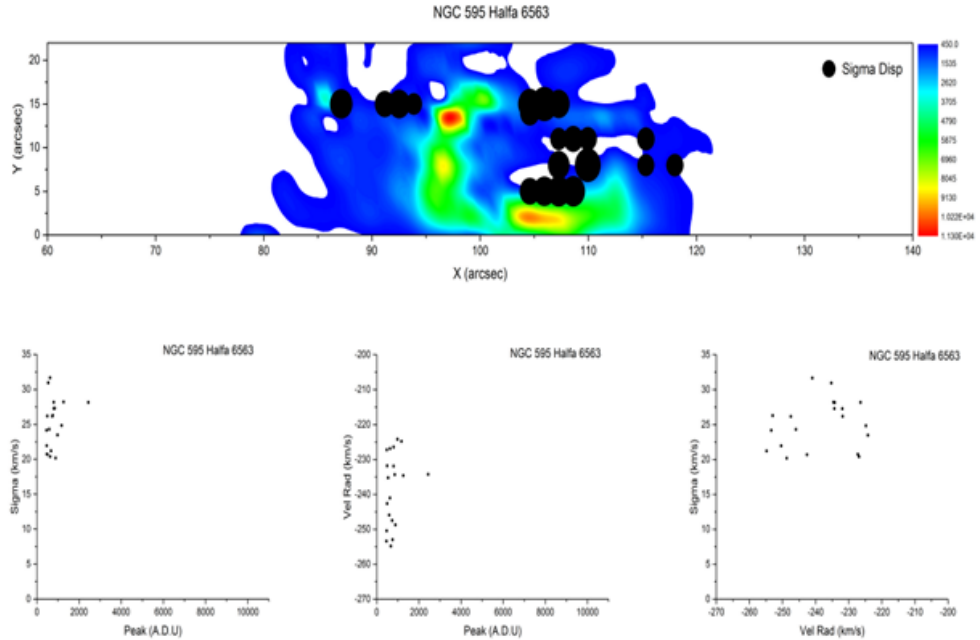 NGC 595 Halfa 6563
Y (arcsec)
20
15
10
5
0
60 70 80 90 100 110 120 130 140
X (arcsec)
Sigma Disp
450.0
1535
2620
3705
4790
5875
6960
8045
9130
1.022E+04
1.130E+04
NGC 595 Halfa 6563
Sigma (km/s)
35
30
25
20
15
10
5
0
0 2000 4000 6000 8000 10000
Peak (A.D.U)
NGC 595 Halfa 6563
Vel Rad (km/s)
-200
-210
-220
-230
-240
-250
-260
-270
0 2000 4000 6000 8000 10000
Peak (A.D.U)
NGC 595 Halfa 6563
Sigma (km/s)
35
30
25
20
15
10
5
0
-270 -260 -250 -240 -230 -220 -210 -200
Vel Rad (km/s)